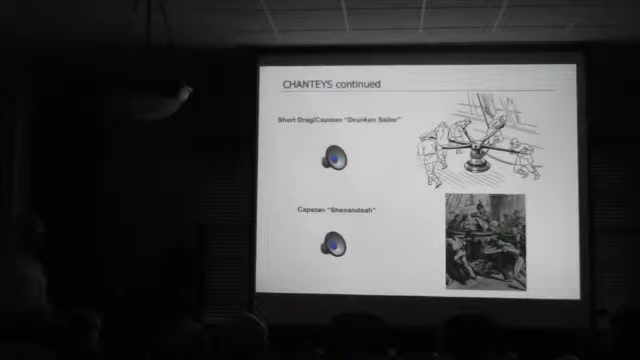 CHANTEYS continued
Short Drag/Capstan "Drunken Sailor"
Capstan "Shenandoah"